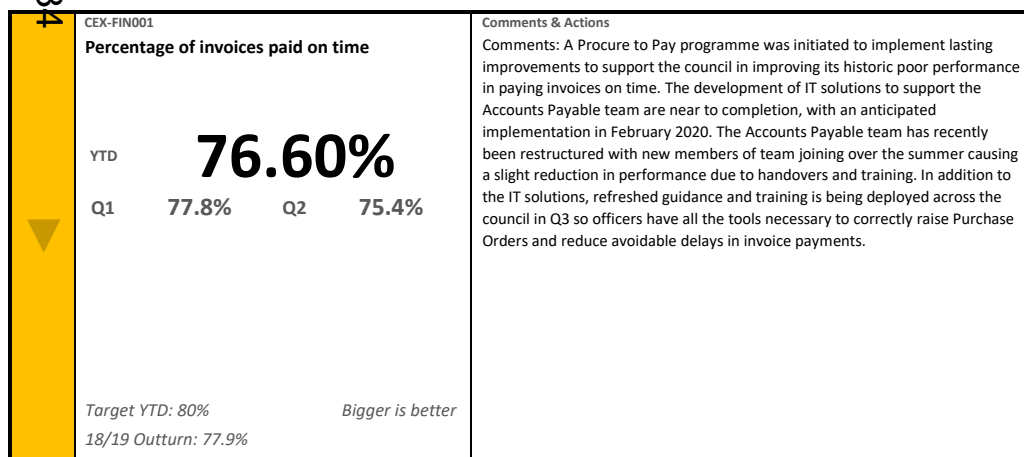 CEX-FIN001
Percentage of invoices paid on time
YTD 76.60%
Q1 77.8% Q2 75.4%
Target YTD: 80% Bigger is better
18/19 Outturn: 77.9%
Comments & Actions
Comments: A Procure to Pay programme was initiated to implement lasting
improvements to support the council in improving its historic poor performance
in paying invoices on time. The development of IT solutions to support the
Accounts Payable team are near to completion, with an anticipated
implementation in February 2020. The Accounts Payable team has recently
been restructured with new members of team joining over the summer causing
a slight reduction in performance due to handovers and training. In addition to
the IT solutions, refreshed guidance and training is being deployed across the
council in Q3 so officers have all the tools necessary to correctly raise Purchase
Orders and reduce avoidable delays in invoice payments.